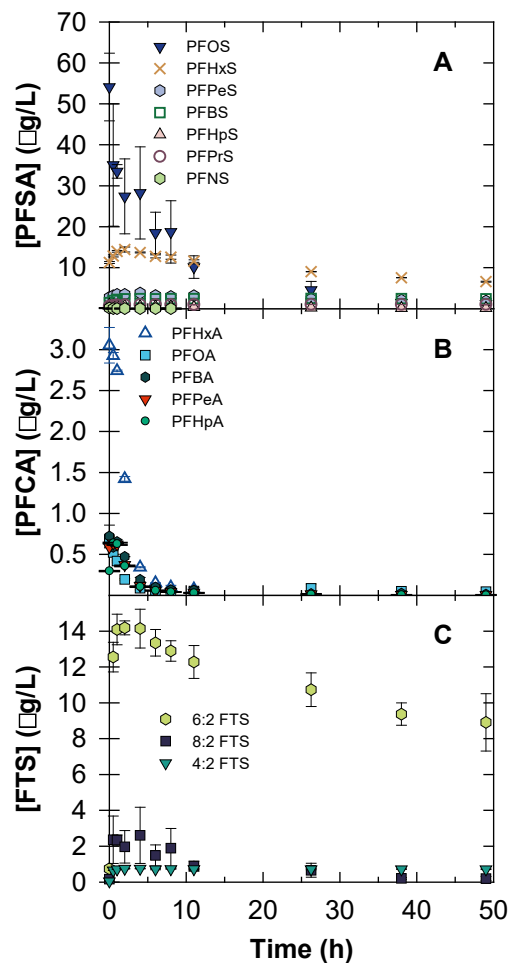 70
60
50
40
30
20
10
[PFSA] (□g/L)
PFOS
PFHxS
PFPeS
PFBS
PFHpS
PFPrS
PFNS
A
3.0
2.5
2.0
1.5
1.0
0.5
[PFCA] (□g/L)
PFHxA
PFOA
PFBA
PFPeA
PFHpA
B
14
12
10
8
6
4
2
0
[FTS] (□g/L)
6:2 FTS
8:2 FTS
4:2 FTS
C
0 10 20 30 40 50
Time (h)